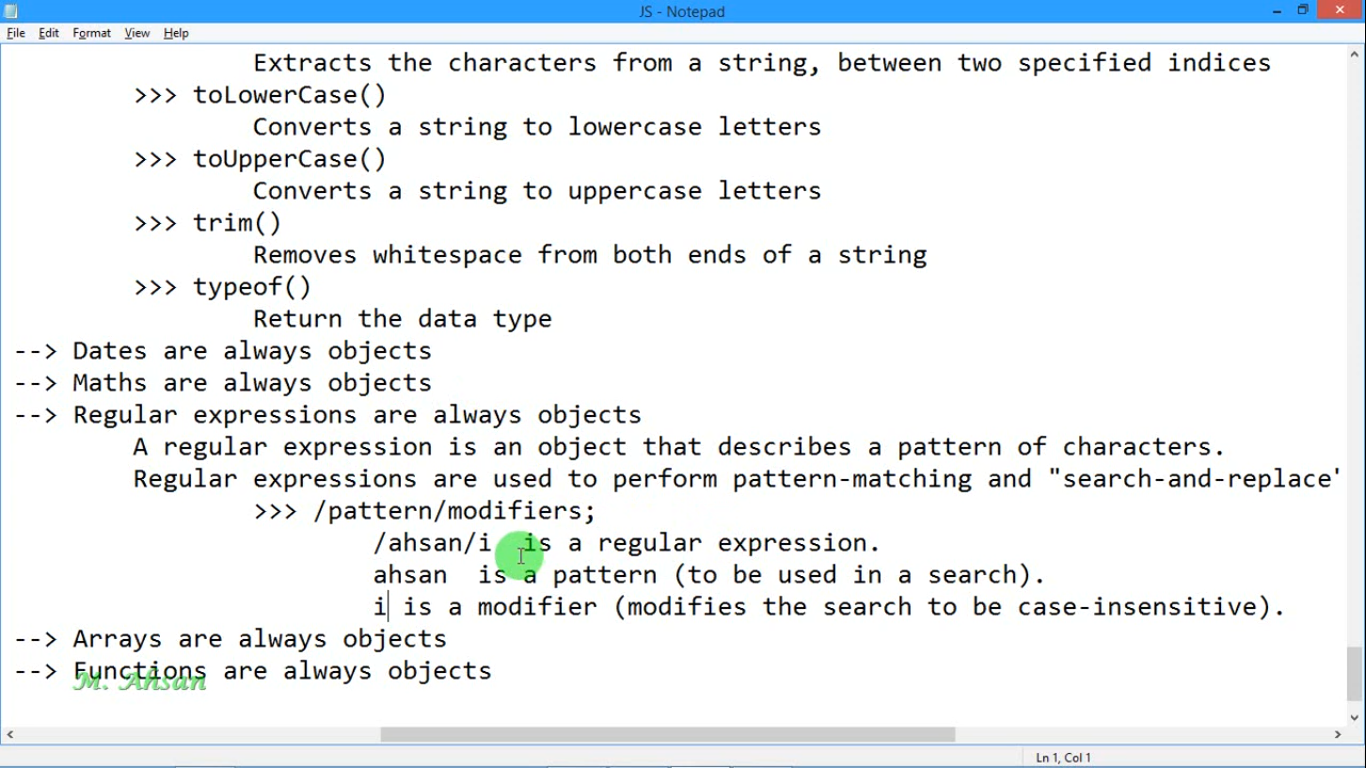 JS - Notepad
File Edit Format View Help
Extracts the characters from a string, between two specified indices
>>> toLowerCase()
Converts a string to lowercase letters
>>> toUpperCase()
Converts a string to uppercase letters
>>> trim()
Removes whitespace from both ends of a string
>>> typeof()
Return the data type
--> Dates are always objects
--> Maths are always objects
--> Regular expressions are always objects
A regular expression is an object that describes a pattern of characters.
Regular expressions are used to perform pattern-matching and "search-and-replace'
>>> /pattern/modifiers;
/ahsan/i  is a regular expression.
ahsan  is a pattern (to be used in a search).
i is a modifier (modifies the search to be case-insensitive).
--> Arrays are always objects
--> Functions are always objects
M. Ahsan
Ln 1, Col 1